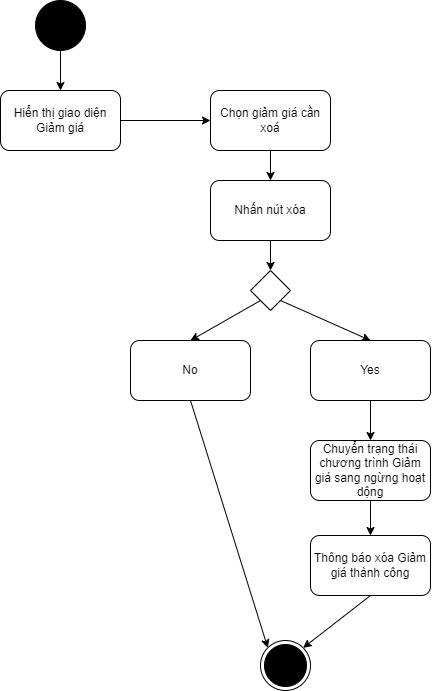 Hiển thị giao diện
Giảm giá
Chọn giảm giá cần
xoá
Nhấn nút xóa
No
Yes
Chuyển trạng thái
chương trình Giảm
giá sang ngừng hoạt
dộng
Thông báo xóa Giảm
giá thành công